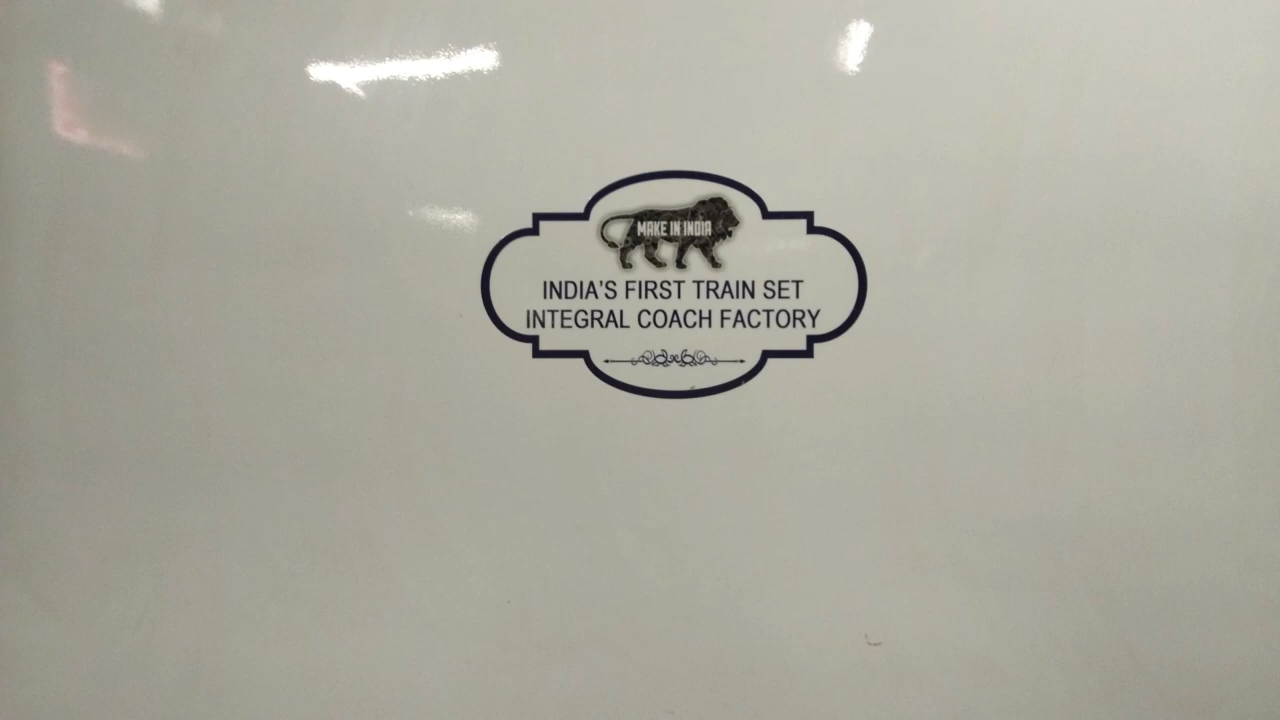 MAKE IN INDIA
INDIA'S FIRST TRAIN SET
INTEGRAL COACH FACTORY